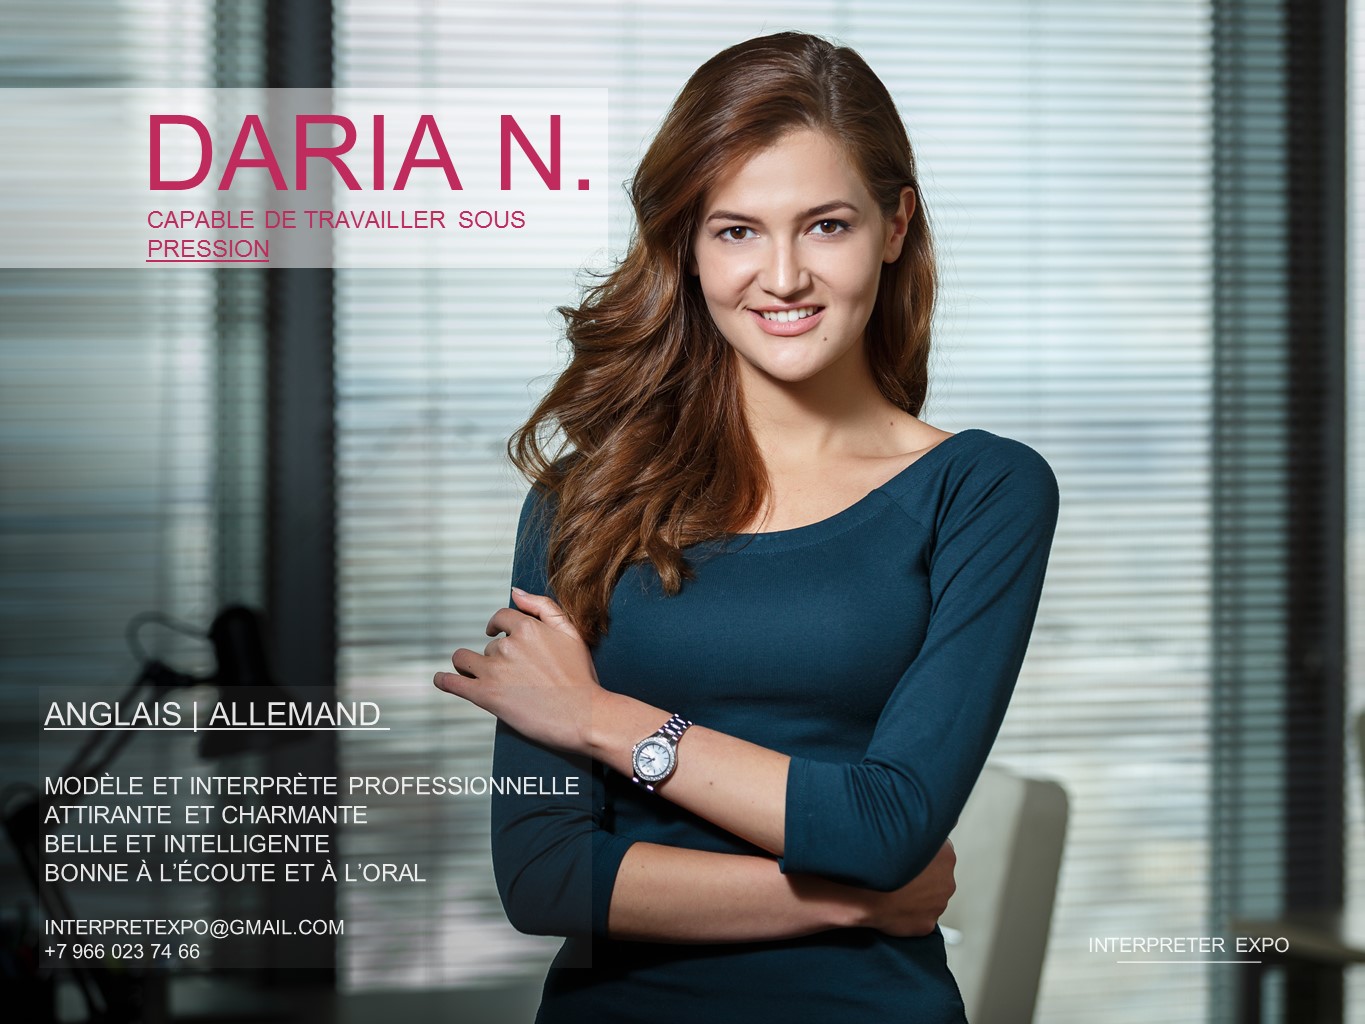 DARIA N.
CAPABLE DE TRAVAILLER SOUS
PRESSION
ANGLAIS | ALLEMAND
MODÈLE ET INTERPRÈTE PROFESSIONNELLE
ATTIRANTE ET CHARMANTE
BELLE ET INTELLIGENTE
BONNE À L’ÉCOUTE ET À L’ORAL
INTERPRETEXPO@GMAIL.COM
+7 966 023 74 66
INTERPRETER EXPO